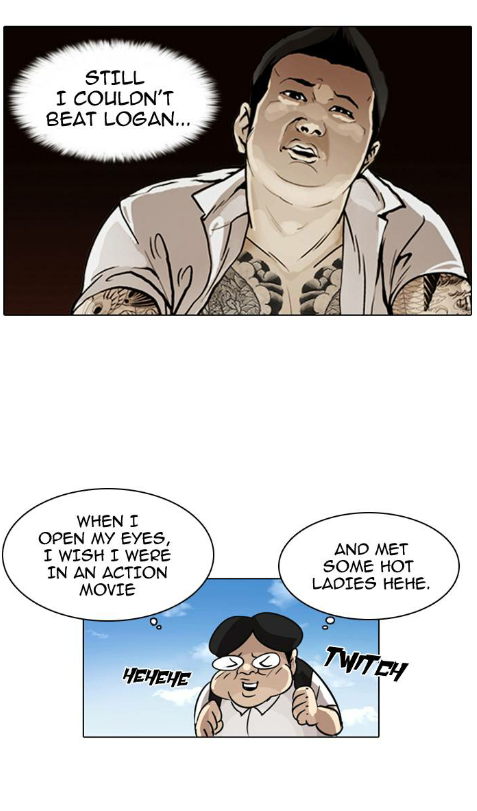 STILL
I COULDN'T
BEAT LOGAN...
WHEN I
OPEN MY EYES,
I WISH I WERE
IN AN ACTION
MOVIE
AND MET
SOME HOT
LADIES HEHE.
HEHEHE
TWITCH